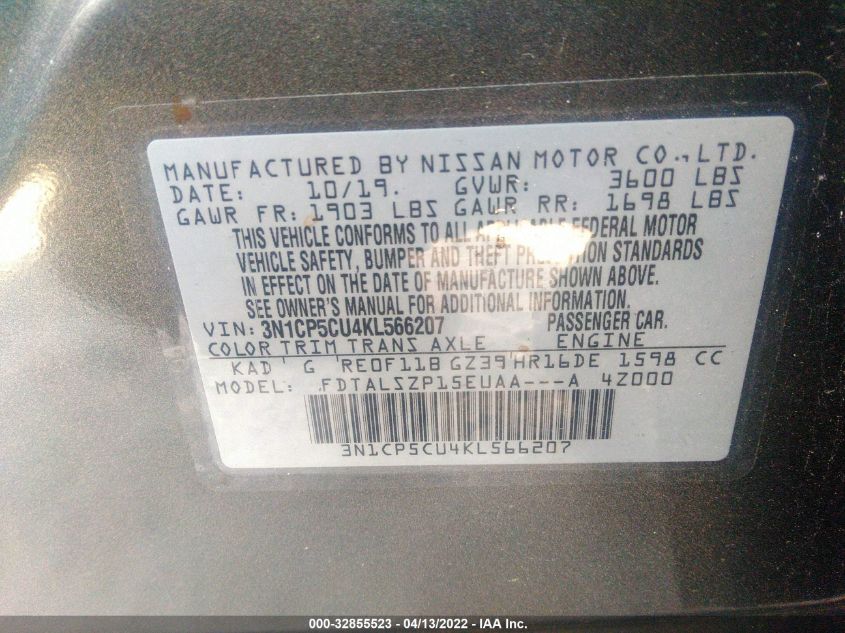 MANUFACTURED BY NISSAN MOTOR CO., LTD.
DATE: 10/19. GVWR: 3600 LBS
GAWR FR: 1903 LBS GAWR RR: 1698 LBS
THIS VEHICLE CONFORMS TO ALL APPLICABLE FEDERAL MOTOR
VEHICLE SAFETY, BUMPER AND THEFT PREVENTION STANDARDS
IN EFFECT ON THE DATE OF MANUFACTURE SHOWN ABOVE.
SEE OWNER'S MANUAL FOR ADDITIONAL INFORMATION.
VIN: 3N1CP5CU4KL566207 PASSENGER CAR.
COLOR TRIM TRANS AXLE ENGINE
KAD G RE0F11B GZ39 HR16DE 1598 CC
MODEL: FDTALSZP15EUAA---A 4Z000
3N1CP5CU4KL566207
000-32855523 - 04/13/2022 - IAA Inc.